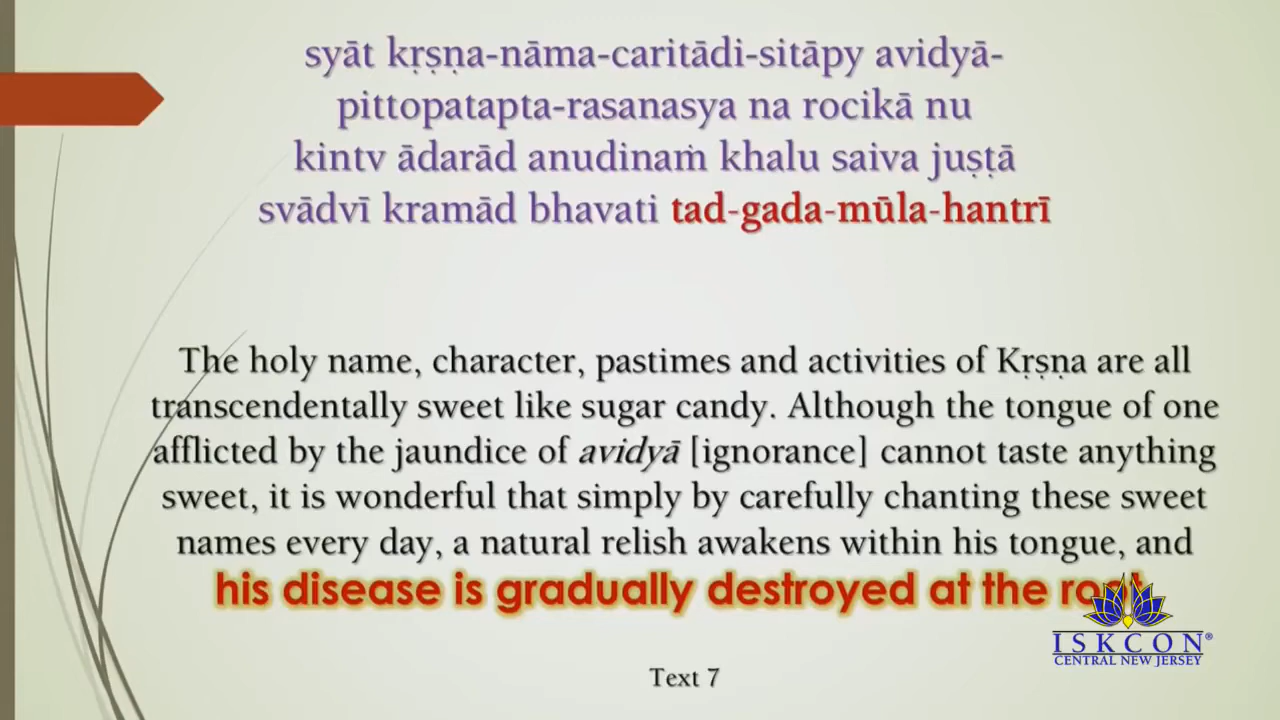 syāt kṛṣṇa-nāma-caritādi-sitāpy avidyā-
pittopatapta-rasanasya na rocikā nu
kintv ādarād anudinaṁ khalu saiva juṣṭā
svādvī kramād bhavati tad-gada-mūla-hantrī
The holy name, character, pastimes and activities of Kṛṣṇa are all
transcendentally sweet like sugar candy. Although the tongue of one
afflicted by the jaundice of avidyā [ignorance] cannot taste anything
sweet, it is wonderful that simply by carefully chanting these sweet
names every day, a natural relish awakens within his tongue, and
his disease is gradually destroyed at the
ISKCON®
CENTRAL NEW JERSEY
Text 7